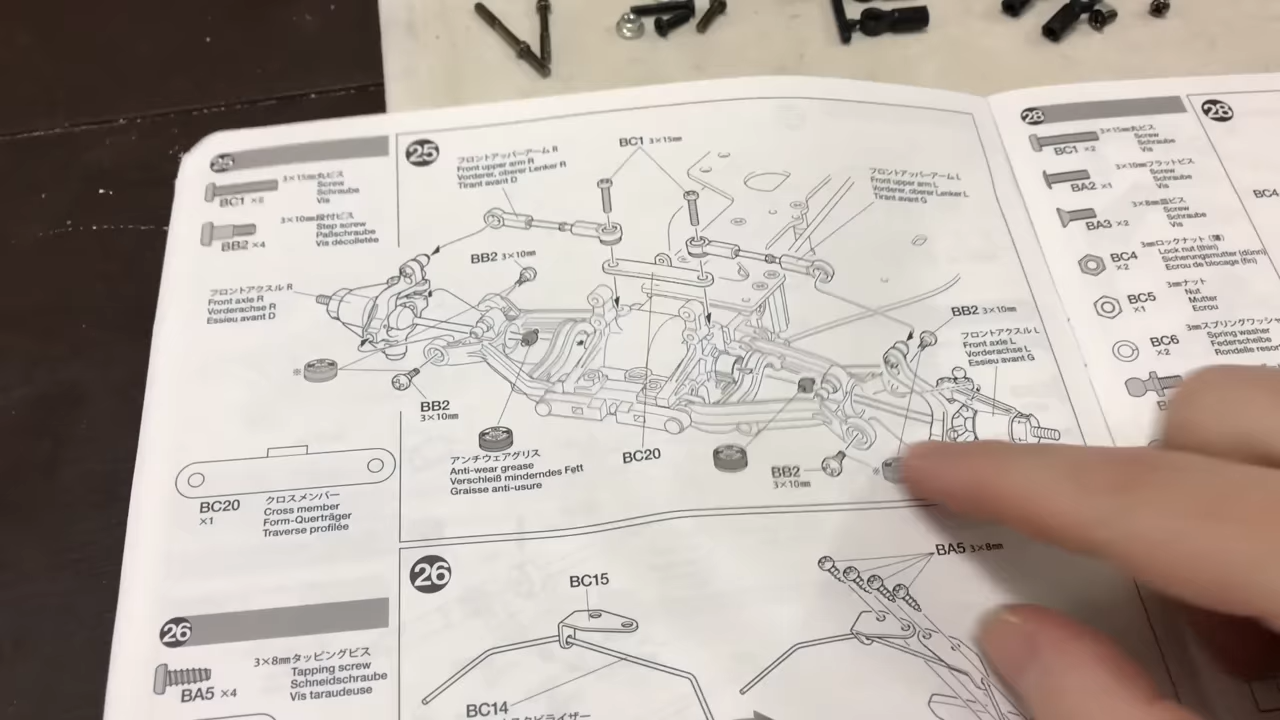 25
3×15mm丸ビス
Screw
Schraube
Vis
BC1
3×10mm段付ビス
Step screw
Paßschraube
Vis décolletée
BB2 ×4
フロントアクスル R
Front axle R
Vorderachse R
Essieu avant D
BC20
×1
クロスメンバー
Cross member
Form-Querträger
Traverse profilée
25
フロントアッパーアーム R
Front upper arm R
Vorderer, oberer Lenker R
Tirant avant D
BC1 3×15mm
フロントアッパーアーム L
Front upper arm L
Vorderer, oberer Lenker L
Tirant avant G
BB2 3×10mm
BB2 3×10mm
フロントアクスル L
Front axle L
Vorderachse L
Essieu avant G
※
BB2
3×10mm
アンチウェアグリス
Anti-wear grease
Verschleiß minderndes Fett
Graisse anti-usure
BC20
BB2
3×10mm
※
26
3×8mmタッピングビス
Tapping screw
Schneidschraube
Vis taraudeuse
BA5 ×4
26
BC15
BC14
BA5 3×8mm
28
3×15mm丸ビス
Screw
Schraube
Vis
BC1 ×2
3×10mmフラットビス
Screw
Schraube
Vis
BA2 ×1
3×8mm皿ビス
Screw
Schraube
Vis
BA3 ×2
3mmロックナット (薄)
Lock nut (thin)
Sicherungsmutter (dünn)
Ecrou de blocage (fin)
BC4
×2
3mmナット
Nut
Mutter
Ecrou
BC5
×1
3mmスプリングワッシャ
Spring washer
Federscheibe
Rondelle
BC6
×2
28
BC4